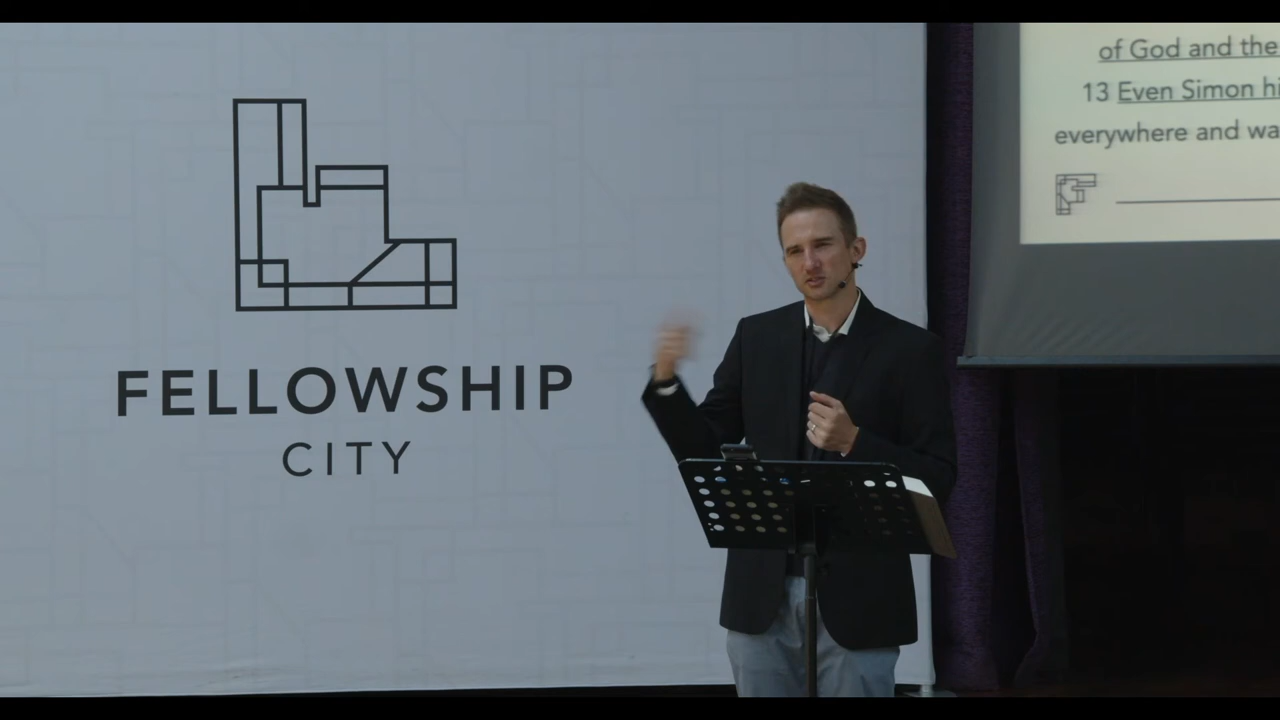 FELLOWSHIP
CITY
of God and the
13 Even Simon
everywhere and